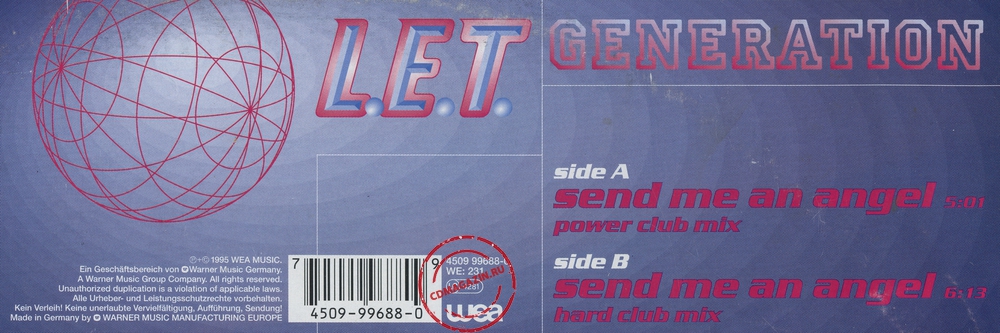 L.E.T. GENERATION
side A
send me an angel 5:01
power club mix
side B
send me an angel 6:13
hard club mix
℗+© 1995 WEA MUSIC.
Ein Geschäftsbereich von Warner Music Germany.
A Warner Music Group Company. All rights reserved.
Unauthorized duplication is a violation of applicable laws.
Alle Urheber- und Leistungsschutzrechte vorbehalten.
Kein Verleih! Keine unerlaubte Vervielfältigung, Aufführung, Sendung!
Made in Germany by WARNER MUSIC MANUFACTURING EUROPE
7 9
4509-99688-0
4509 99688-
WE: 231
CDMAGAZIN.RU
wea